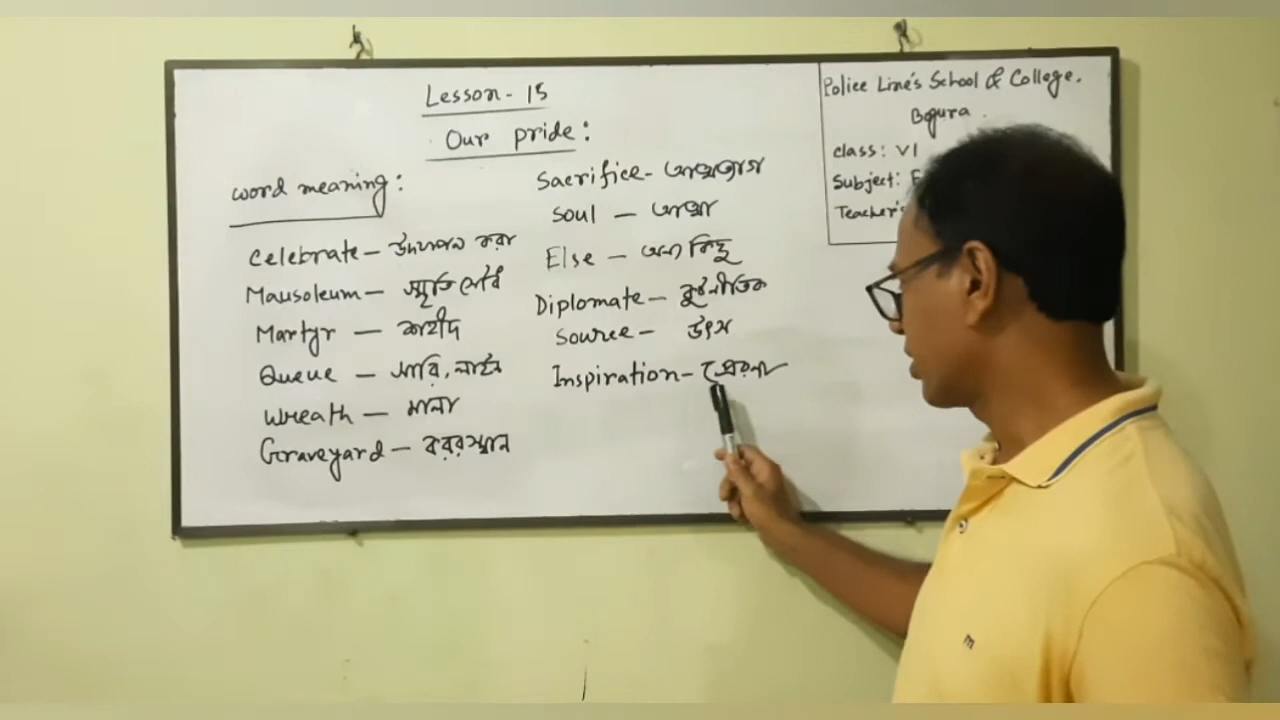 Lesson - 15
Our pride:
word meaning:
Celebrate - উদযাপন করা
Mausoleum - স্মৃতি সৌধ
Martyr - শহীদ
Queue - সারি, লাইন
Wreath - মালা
Graveyard - কবরস্থান
Sacrifice - আত্মত্যাগ
Soul - আত্মা
Else - অন্য কিছু
Diplomate - কূটনীতিক
Source - উৎস
Inspiration - প্রেরণা
Police Line's School & College.
Bogura.
class: VI
Subject: E
Teacher's
m